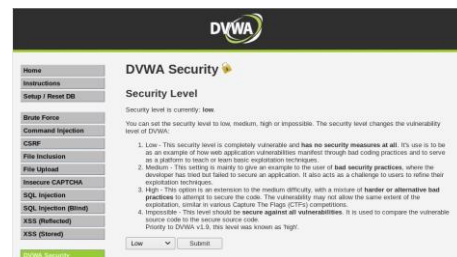 DVWA
Home
Instructions
Setup / Reset DB
Brute Force
Command Injection
CSRF
File Inclusion
File Upload
Insecure CAPTCHA
SQL Injection
SQL Injection (Blind)
XSS (Reflected)
XSS (Stored)
DVWA Security
DVWA Security
Security Level
Security level is currently: low.
You can set the security level to low, medium, high or impossible. The security level changes the vulnerability
level of DVWA:
1. Low - This security level is completely vulnerable and has no security measures at all. It's use is to be
as an example of how web application vulnerabilities manifest through bad coding practices and to serve
as a platform to teach or learn basic exploitation techniques.
2. Medium - This setting is mainly to give an example to the user of bad security practices, where the
developer has tried but failed to secure an application. It also acts as a challenge to users to refine their
exploitation techniques.
3. High - This option is an extension to the medium difficulty, with a mixture of harder or alternative bad
practices to attempt to secure the code. The vulnerability may not allow the same extent of the
exploitation, similar in various Capture The Flags (CTFs) competitions.
4. Impossible - This level should be secure against all vulnerabilities. It is used to compare the vulnerable
source code to the secure source code.
Priority to DVWA v1.9, this level was known as 'high'.
Low
Submit